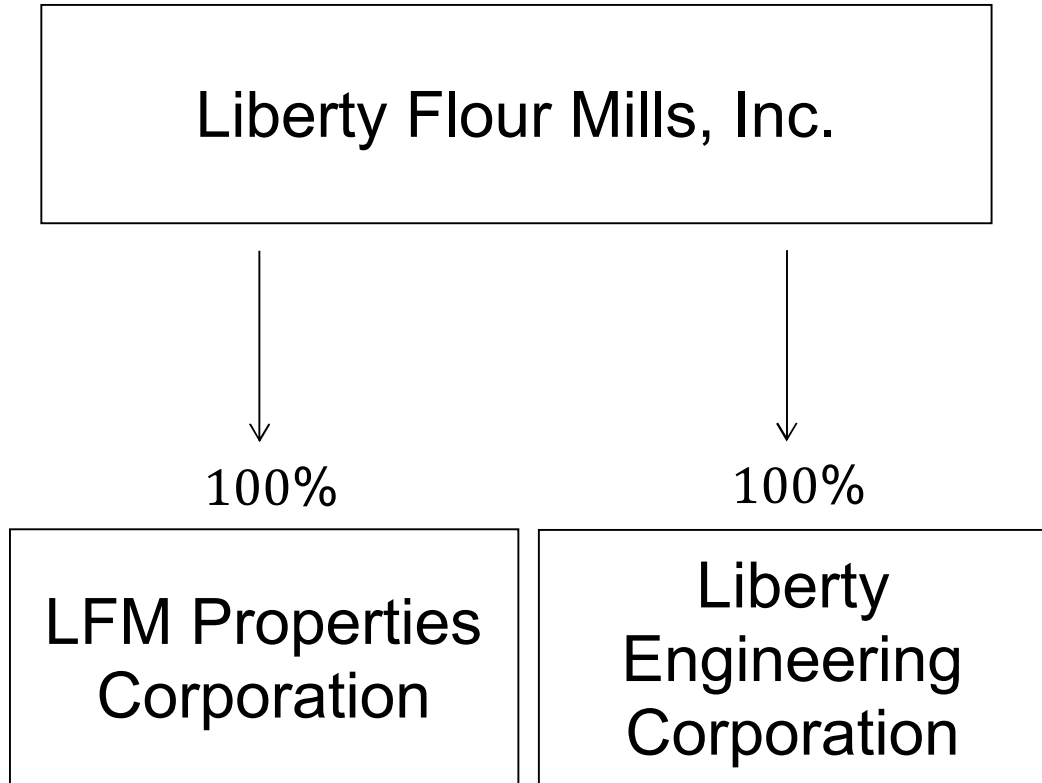 Liberty Flour Mills, Inc.
100%
100%
LFM Properties
Corporation
Liberty
Engineering
Corporation